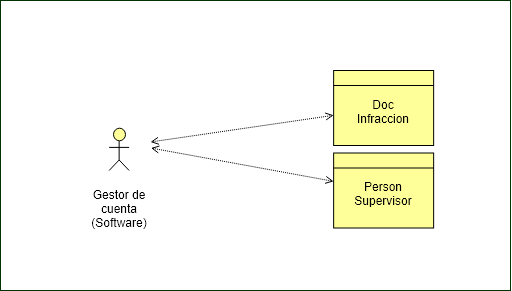 Doc
Infraccion
Gestor de
cuenta
(Software)
Person
Supervisor